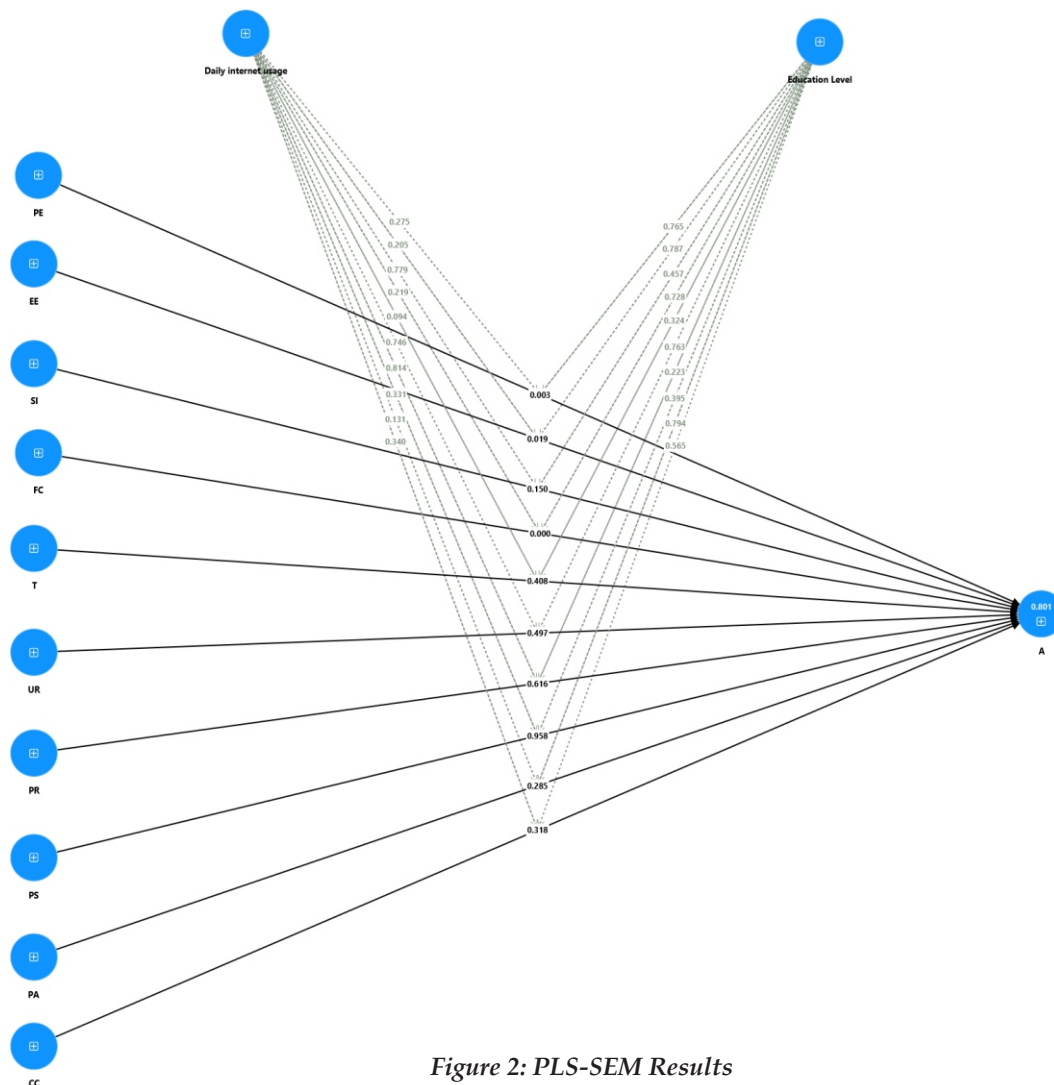 Daily internet usage
Education Level
PE
EE
SI
FC
T
UR
PR
PS
PA
CC
0.275
0.205
0.779
0.219
0.094
0.746
0.814
0.331
0.131
0.340
0.765
0.787
0.457
0.728
0.324
0.763
0.223
0.395
0.794
0.565
0.003
0.019
0.150
0.000
0.408
0.497
0.616
0.958
0.285
0.318
0.801
A
Figure 2: PLS-SEM Results